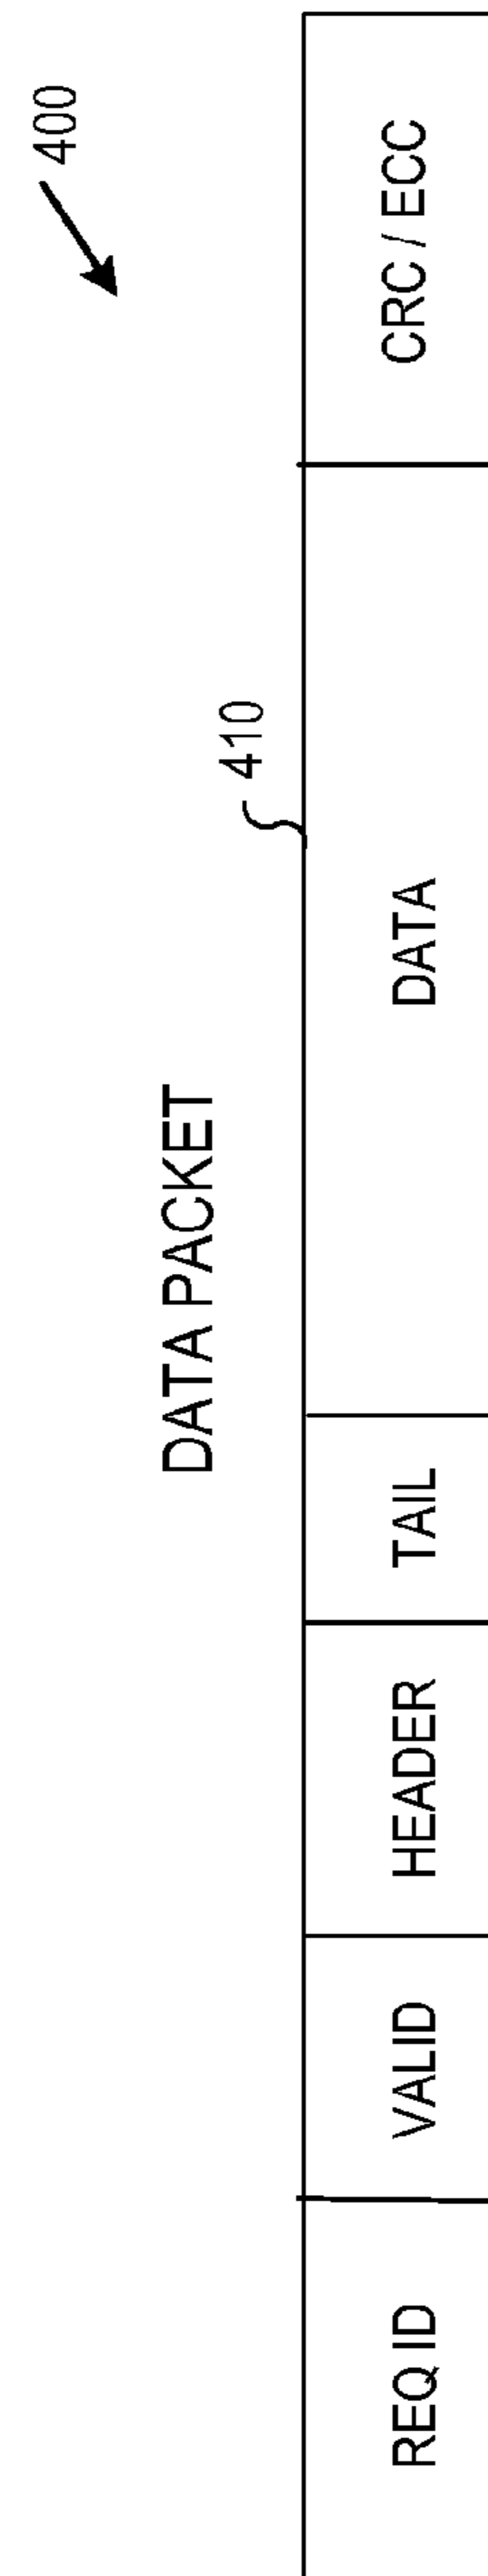 400
DATA PACKET
410
REQ ID
VALID
HEADER
TAIL
DATA
CRC / ECC